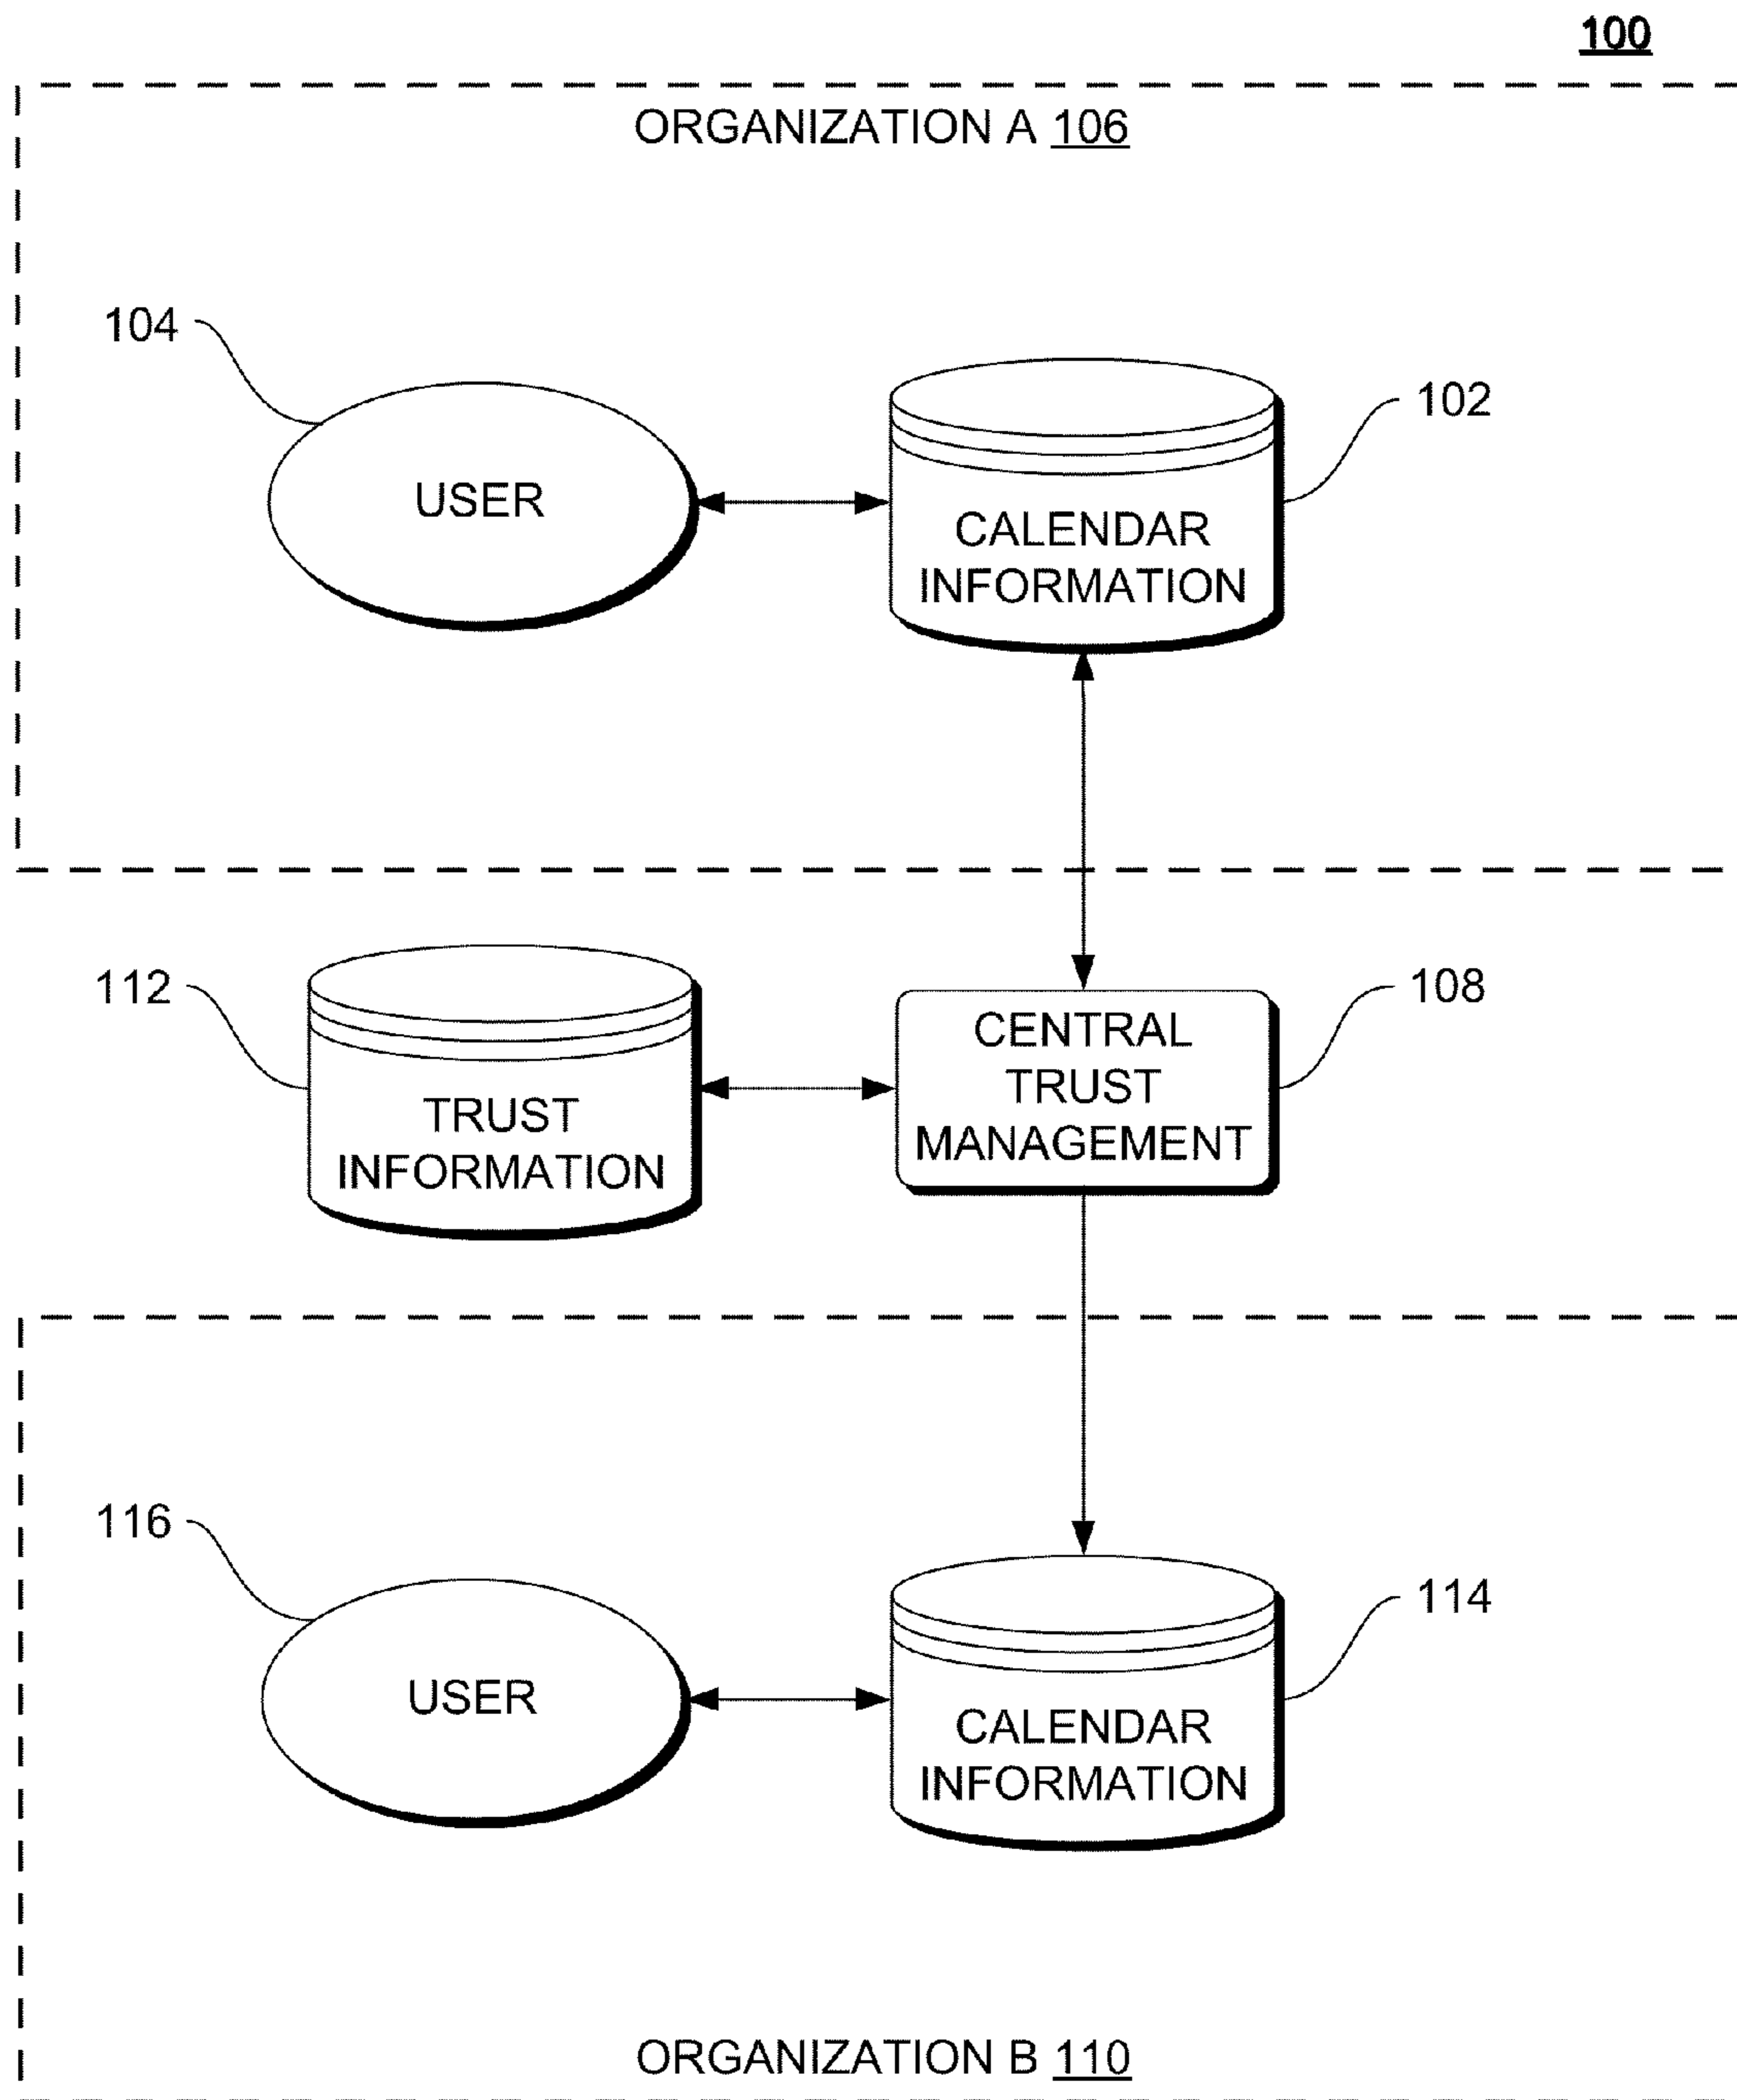 100
ORGANIZATION A 106
104
102
USER
CALENDAR
INFORMATION
112
108
CENTRAL
TRUST
MANAGEMENT
TRUST
INFORMATION
116
114
USER
CALENDAR
INFORMATION
ORGANIZATION B 110